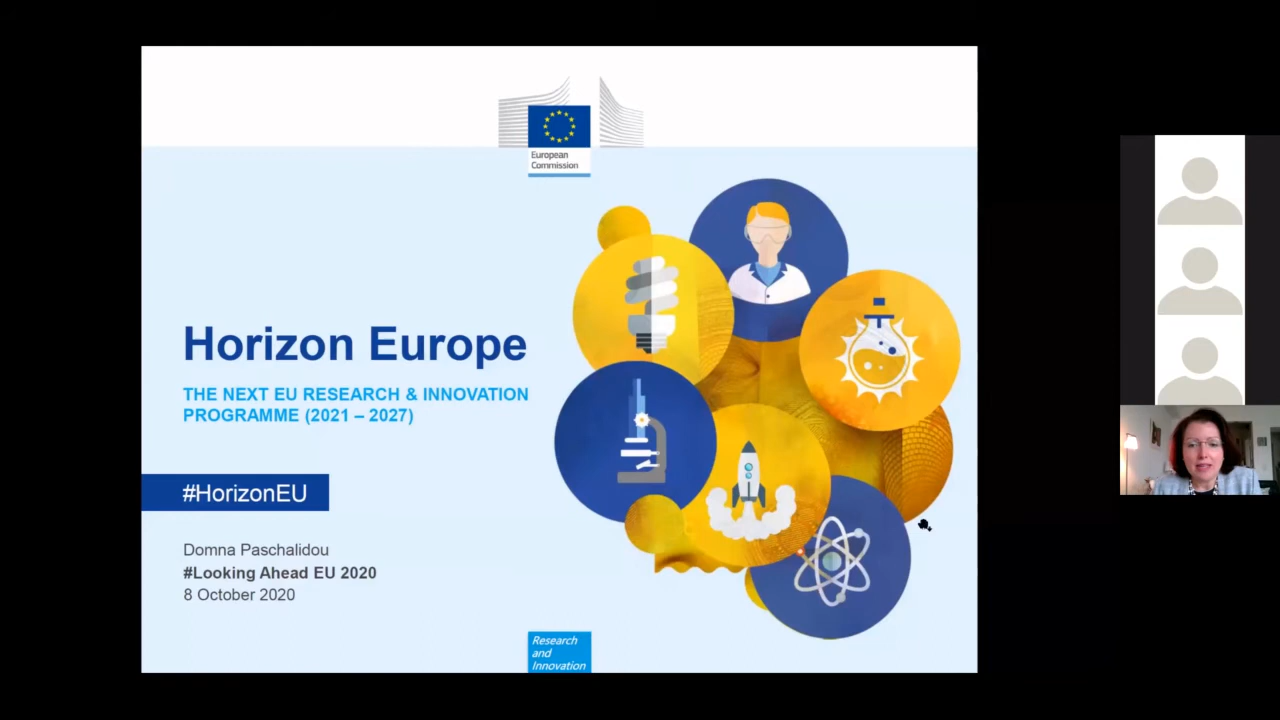 European
Commission
Horizon Europe
THE NEXT EU RESEARCH & INNOVATION
PROGRAMME (2021 – 2027)
#HorizonEU
Domna Paschalidou
#Looking Ahead EU 2020
8 October 2020
Research
and
Innovation